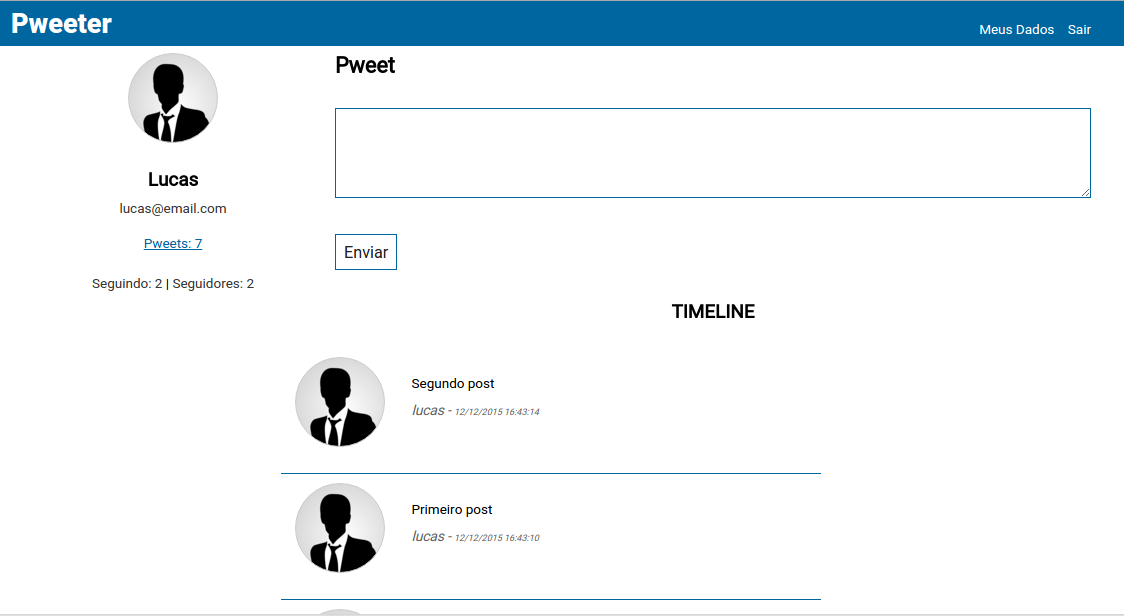 Pweeter
Meus Dados Sair
Lucas
lucas@email.com
Pweets: 7
Seguindo: 2 | Seguidores: 2
Pweet
Enviar
TIMELINE
Segundo post
lucas - 12/12/2015 16:43:14
Primeiro post
lucas - 12/12/2015 16:43:10